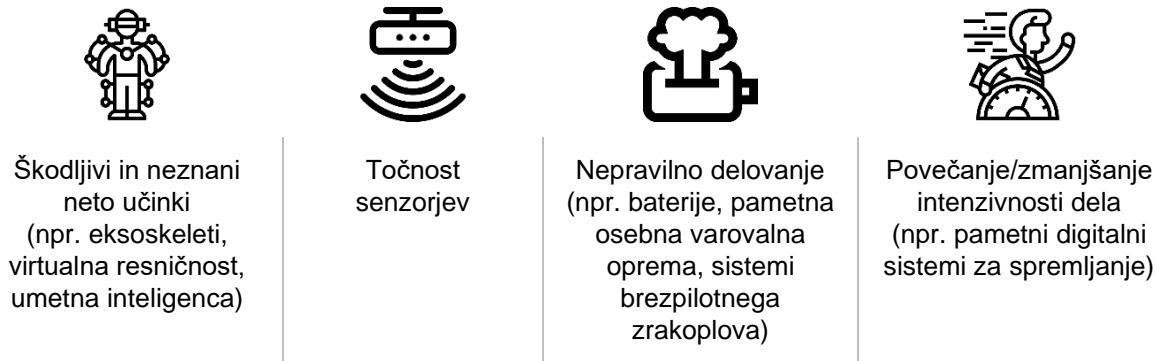 Škodljivi in neznani
neto učinki
(npr. eksoskeleti,
virtualna resničnost,
umetna inteligenca)
Točnost
senzorjev
Nepravilno delovanje
(npr. baterije, pametna
osebna varovalna
oprema, sistemi
brezpilotnega
zrakoplova)
Povečanje/zmanjšanje
intenzivnosti dela
(npr. pametni digitalni
sistemi za spremljanje)